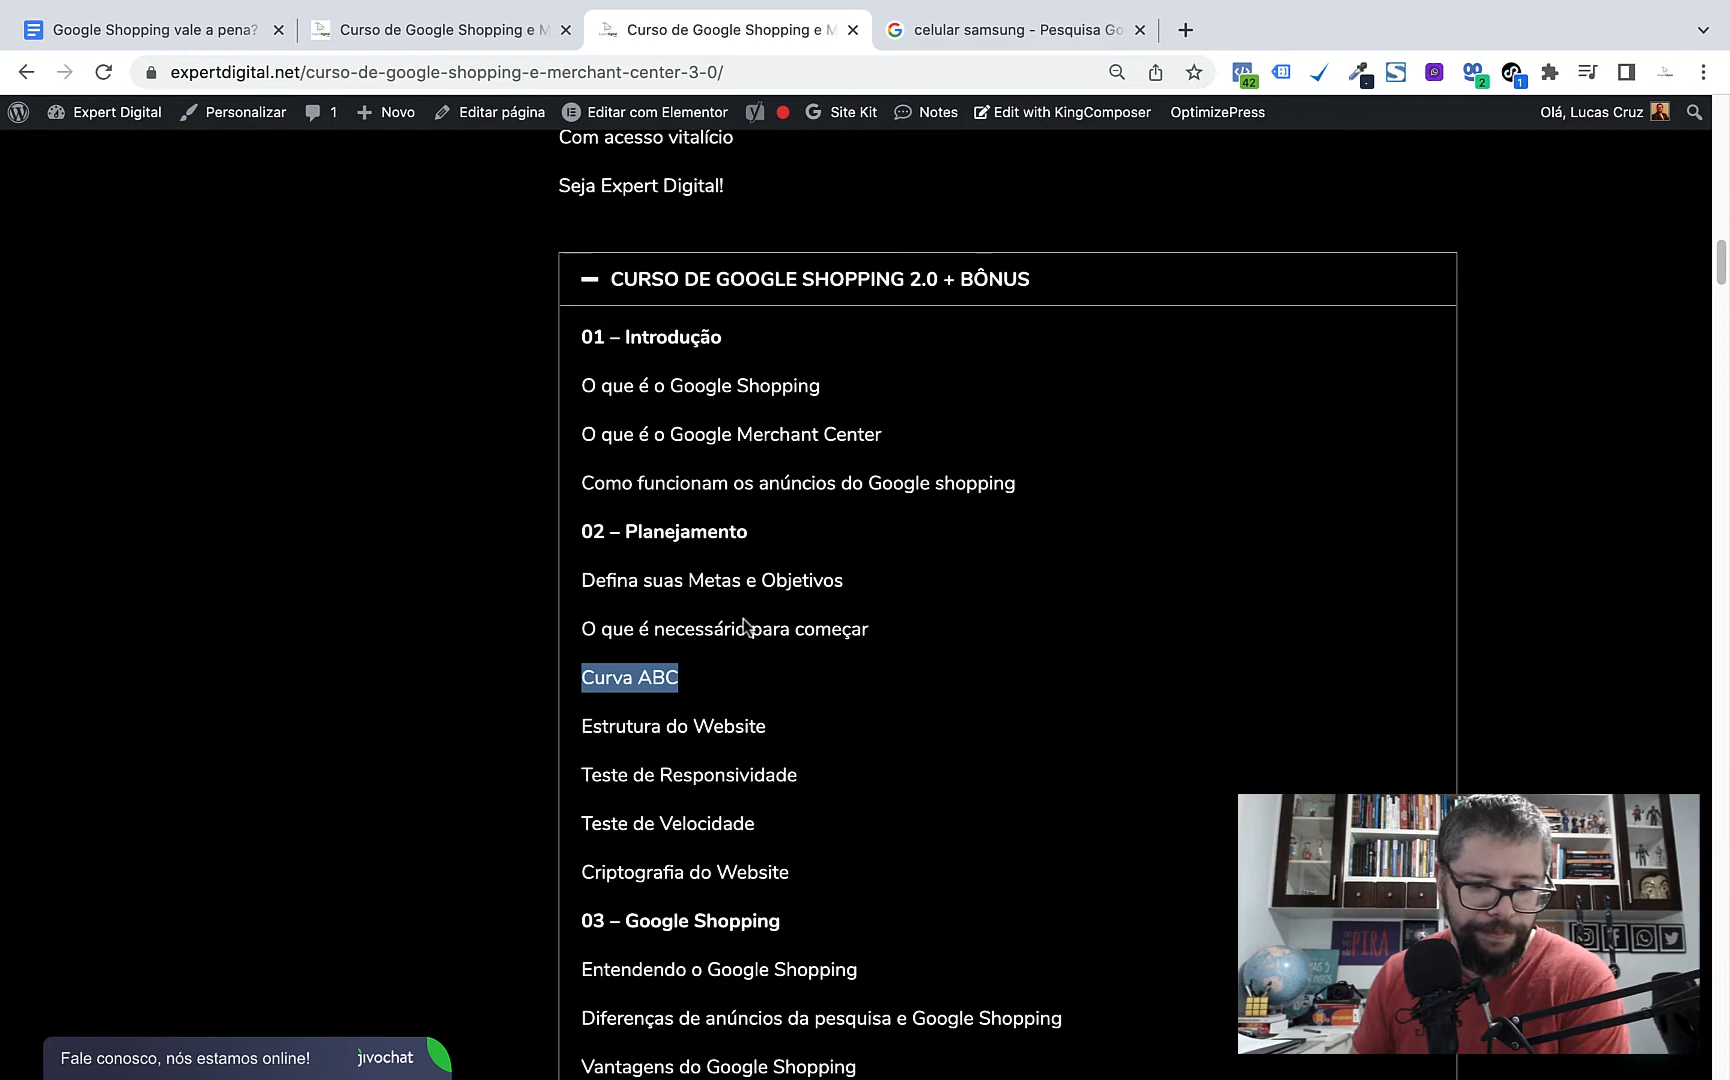 Google Shopping vale a pena?
Curso de Google Shopping e M
Curso de Google Shopping e M
celular samsung - Pesquisa Go
expertdigital.net/curso-de-google-shopping-e-merchant-center-3-0/
42
2
1
Expert Digital
Personalizar
1
Novo
Editar página
Editar com Elementor
Site Kit
Notes
Edit with KingComposer
OptimizePress
Olá, Lucas Cruz
Com acesso vitalício
Seja Expert Digital!
CURSO DE GOOGLE SHOPPING 2.0 + BÔNUS
01 – Introdução
O que é o Google Shopping
O que é o Google Merchant Center
Como funcionam os anúncios do Google shopping
02 – Planejamento
Defina suas Metas e Objetivos
O que é necessário para começar
Curva ABC
Estrutura do Website
Teste de Responsividade
Teste de Velocidade
Criptografia do Website
03 – Google Shopping
Entendendo o Google Shopping
Diferenças de anúncios da pesquisa e Google Shopping
Vantagens do Google Shopping
PIRA
Fale conosco, nós estamos online!
jivochat